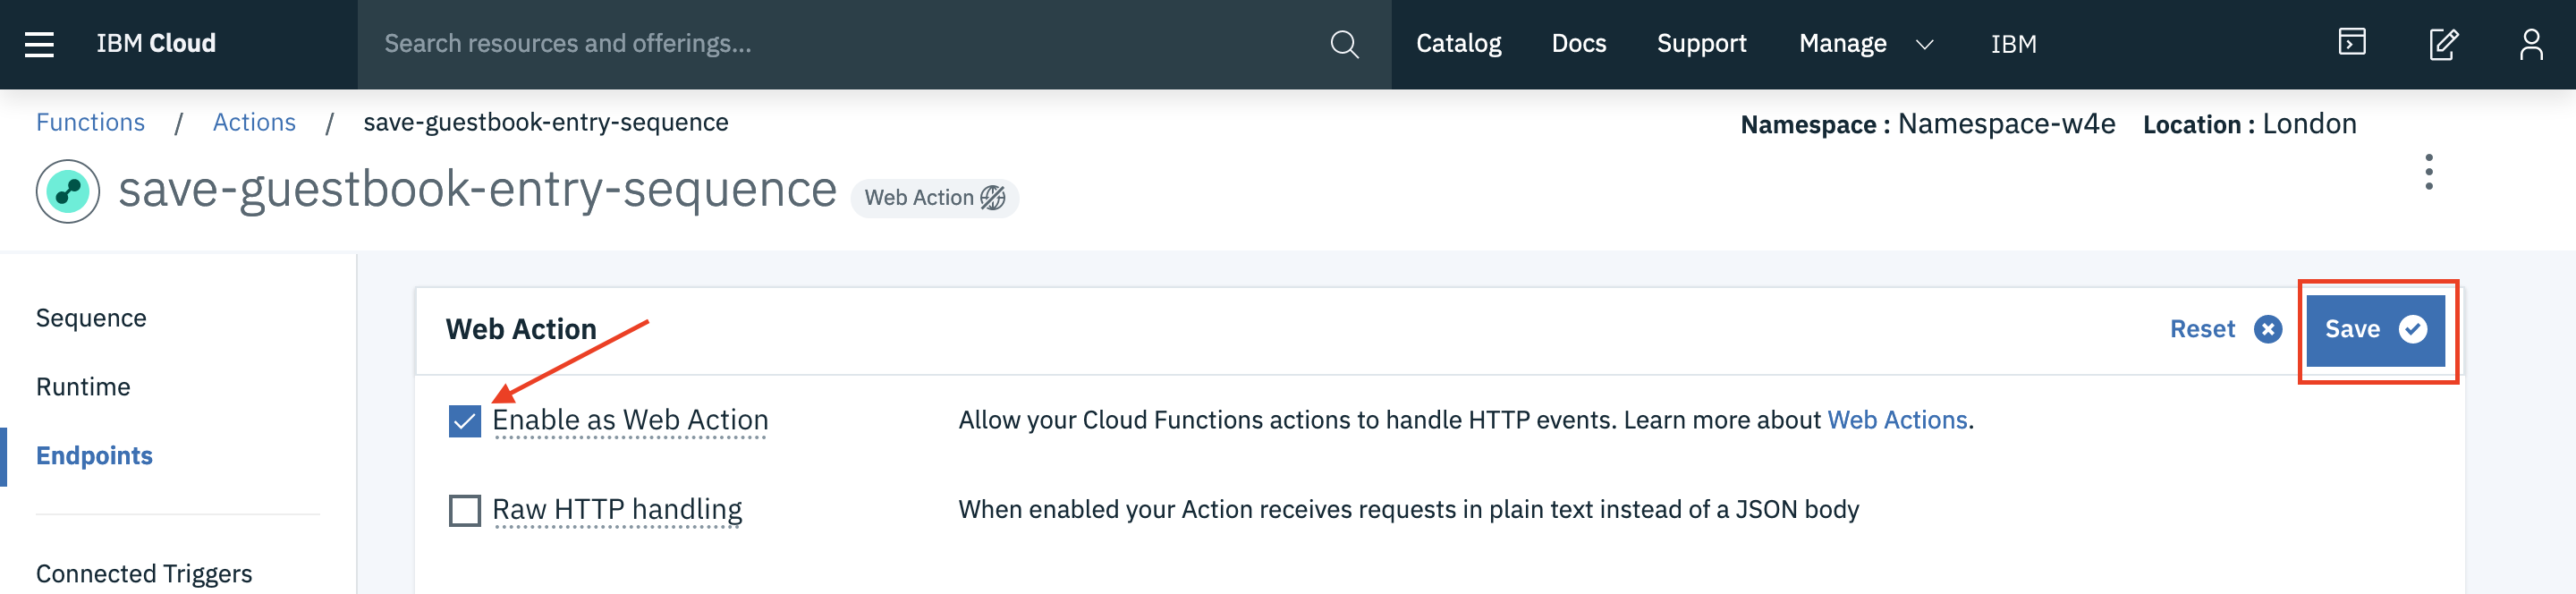 IBM Cloud
Search resources and offerings...
Catalog
Docs
Support
Manage
IBM
Functions / Actions / save-guestbook-entry-sequence
Namespace : Namespace-w4e
Location : London
save-guestbook-entry-sequence
Web Action
Sequence
Runtime
Endpoints
Connected Triggers
Web Action
Reset
Save
Enable as Web Action
Allow your Cloud Functions actions to handle HTTP events. Learn more about Web Actions.
Raw HTTP handling
When enabled your Action receives requests in plain text instead of a JSON body